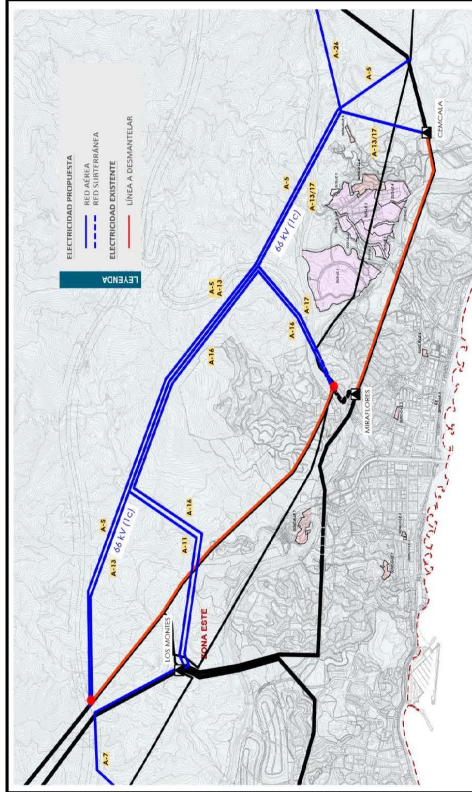 LEYENDA
ELECTRICIDAD PROPUESTA
RED AÉREA
RED SUBTERRÁNEA
ELECTRICIDAD EXISTENTE
LÍNEA A DESMANTELAR
A-7
LOS MONTES
ZONA ESTE
A-11
A-16
A-13
A-5
66 kV (1c)
A-16
A-5
A-13
A-16
A-17
MIRAFLORES
66 kV (1c)
A-5
A-13/17
A-13/17
A-5
A-26
CEMCALA